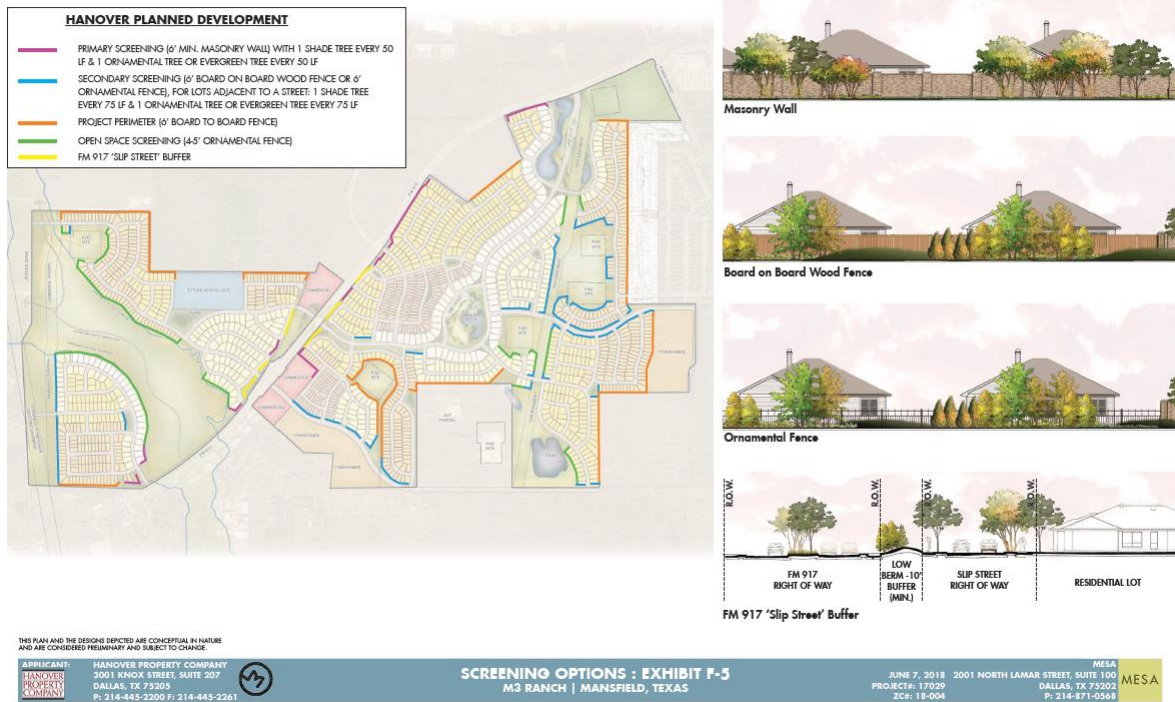 HANOVER PLANNED DEVELOPMENT
PRIMARY SCREENING (6' MIN. MASONRY WALL) WITH 1 SHADE TREE EVERY 50
LF & 1 ORNAMENTAL TREE OR EVERGREEN TREE EVERY 50 LF
SECONDARY SCREENING (6' BOARD ON BOARD WOOD FENCE OR 6'
ORNAMENTAL FENCE), FOR LOTS ADJACENT TO A STREET: 1 SHADE TREE
EVERY 75 LF & 1 ORNAMENTAL TREE OR EVERGREEN TREE EVERY 75 LF
PROJECT PERIMETER (6' BOARD TO BOARD FENCE)
OPEN SPACE SCREENING (4-5' ORNAMENTAL FENCE)
FM 917 'SLIP STREET' BUFFER
Masonry Wall
Board on Board Wood Fence
Ornamental Fence
R.O.W.
R.O.W.
R.O.W.
R.O.W.
FM 917
RIGHT OF WAY
LOW
BERM -10'
BUFFER
(MIN.)
SLIP STREET
RIGHT OF WAY
RESIDENTIAL LOT
FM 917 'Slip Street' Buffer
THIS PLAN AND THE DESIGNS DEPICTED ARE CONCEPTUAL IN NATURE
AND ARE CONSIDERED PRELIMINARY AND SUBJECT TO CHANGE.
APPLICANT:
HANOVER
PROPERTY
COMPANY
HANOVER PROPERTY COMPANY
3001 KNOX STREET, SUITE 207
DALLAS, TX 75205
P: 214-445-2200 F: 214-445-2261
SCREENING OPTIONS : EXHIBIT F-5
M3 RANCH | MANSFIELD, TEXAS
JUNE 7, 2018
PROJECT#: 17029
ZC#: 18-004
MESA
2001 NORTH LAMAR STREET, SUITE 100
DALLAS, TX 75202
P: 214-871-0568
MESA